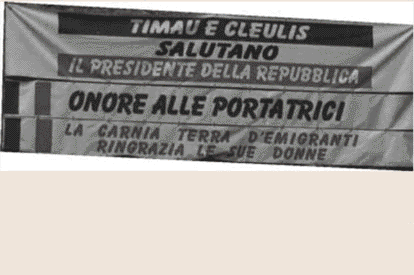 TIMAU E CLEULIS
SALUTANO
IL PRESIDENTE DELLA REPUBBLICA
ONORE ALLE PORTATRICI
LA CARNIA TERRA D'EMIGRANTI
RINGRAZIA LE SUE DONNE